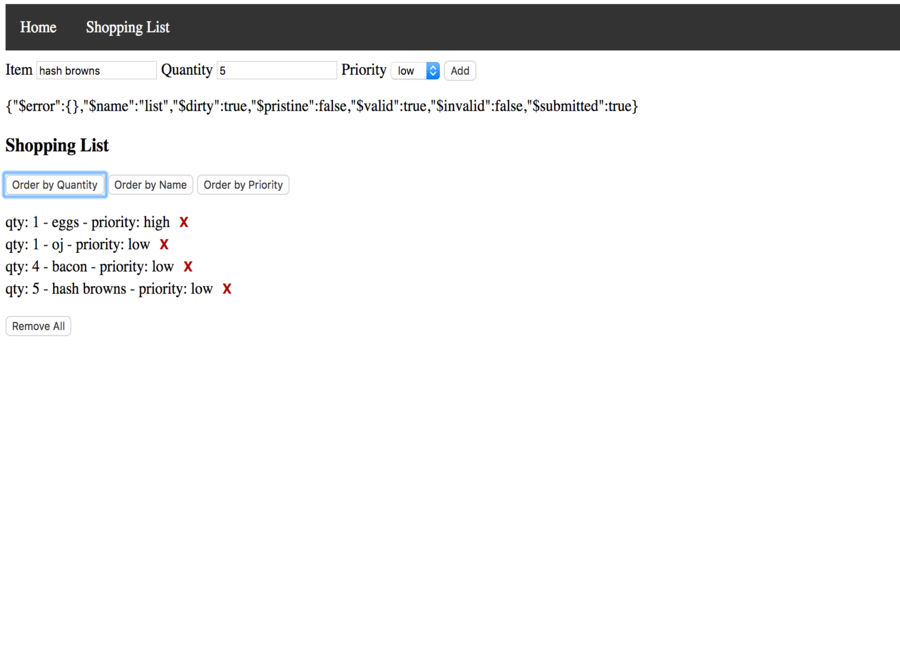 Home Shopping List
Item hash browns Quantity 5 Priority low Add
{"$error":{},"$name":"list","$dirty":true,"$pristine":false,"$valid":true,"$invalid":false,"$submitted":true}
Shopping List
Order by Quantity Order by Name Order by Priority
qty: 1 - eggs - priority: high X
qty: 1 - oj - priority: low X
qty: 4 - bacon - priority: low X
qty: 5 - hash browns - priority: low X
Remove All